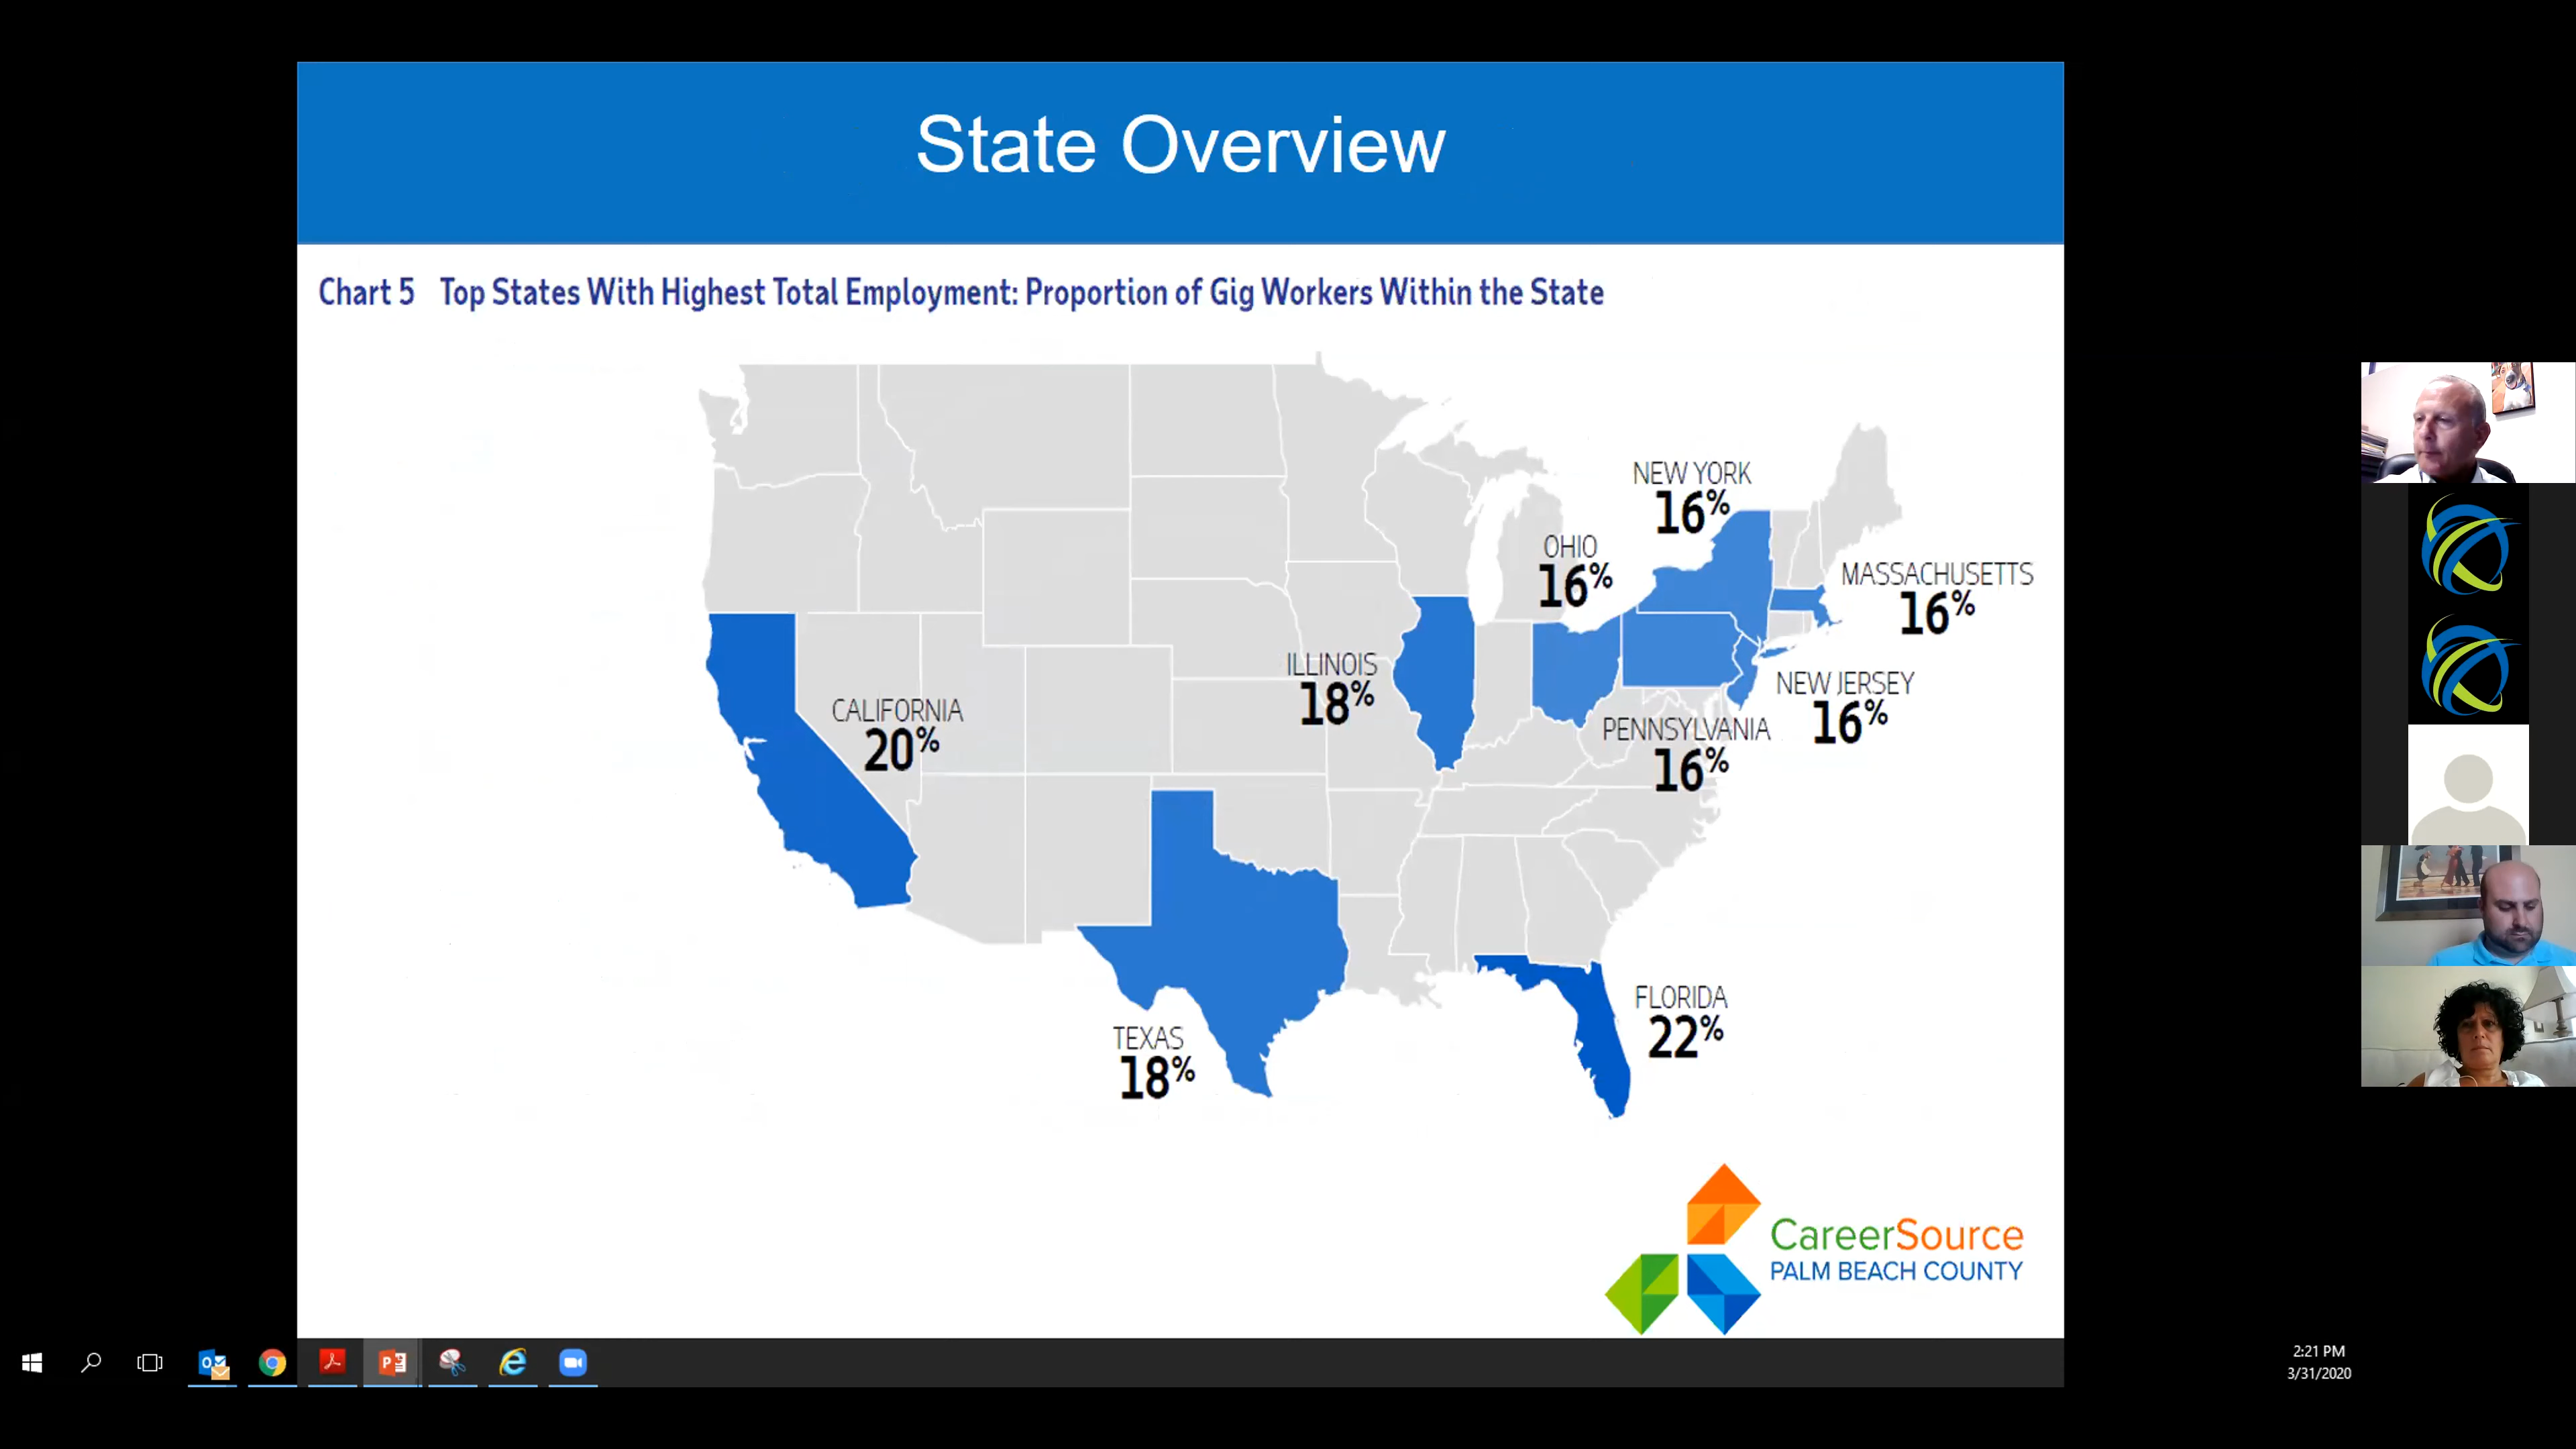 State Overview
Chart 5 Top States With Highest Total Employment: Proportion of Gig Workers Within the State
NEW YORK
16%
OHIO
16%
MASSACHUSETTS
16%
ILLINOIS
18%
NEW JERSEY
16%
CALIFORNIA
20%
PENNSYLVANIA
16%
FLORIDA
22%
TEXAS
18%
CareerSource
PALM BEACH COUNTY
2:21 PM
3/31/2020